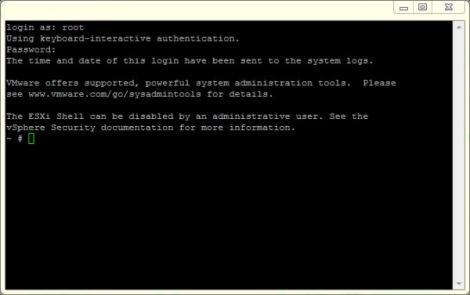 login as: root
Using keyboard-interactive authentication.
Password:
The time and date of this login have been sent to the system logs.
VMware offers supported, powerful system administration tools.  Please
see www.vmware.com/go/sysadmintools for details.
The ESXi Shell can be disabled by an administrative user. See the
vSphere Security documentation for more information.
~ #